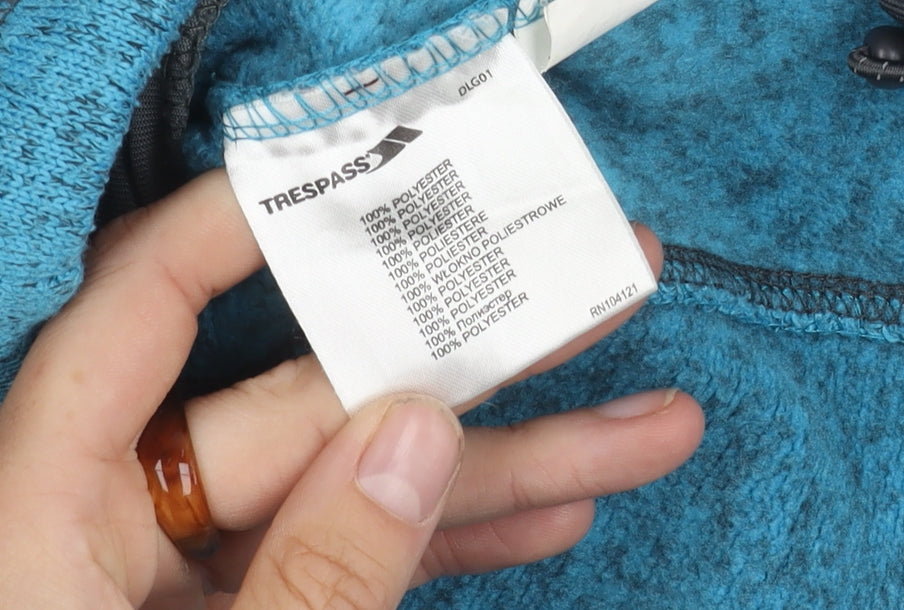 DLG01
TRESPASS
100% POLYESTER
100% POLYESTER
100% POLYESTER
100% POLYESTER
100% POLIESTERE
100% POLIESTER
100% WŁÓKNO POLIESTROWE
100% POLYESTER
100% POLYESTER
100% POLYESTER
100% Полиэстер
100% POLYESTER
RN104121